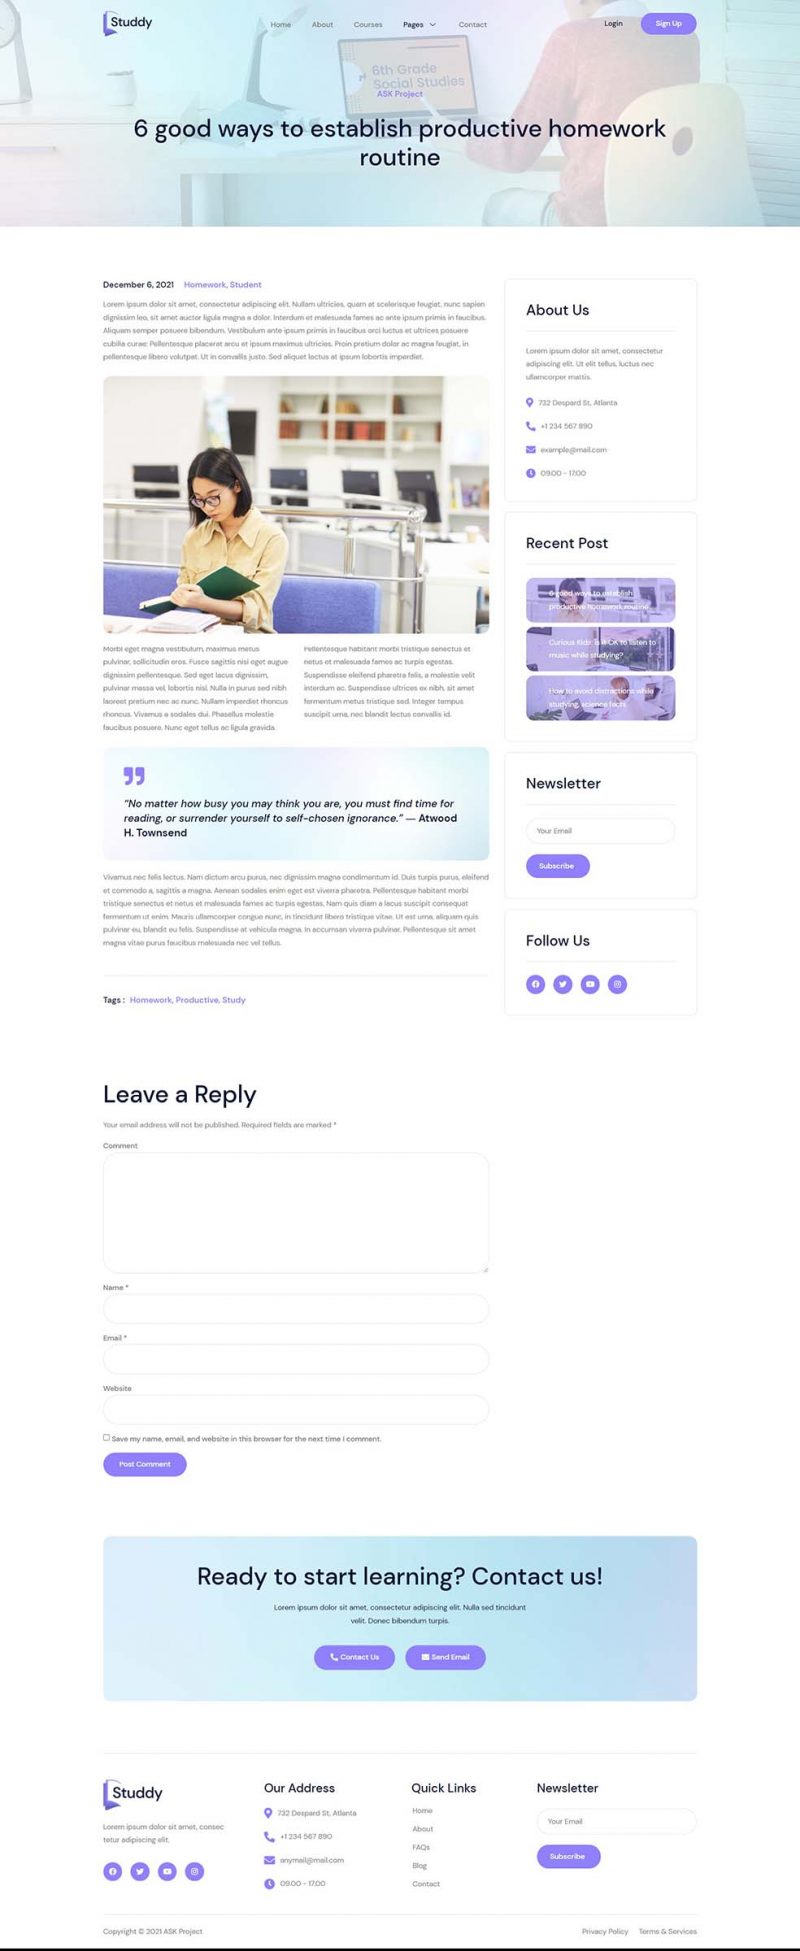 Studdy
Home
About
Courses
Pages
Contact
Login
Sign Up
6th Grade
Social Studies
ASK Project
6 good ways to establish productive homework
routine
December 6, 2021 Homework, Student
Lorem ipsum dolor sit amet, consectetur adipiscing elit. Nullam ultricies, quam at scelerisque feugiat, nunc sapien
dignissim leo, sit amet auctor ligula magna a dolor. Interdum et malesuada fames ac ante ipsum primis in faucibus.
Aliquam semper posuere bibendum. Vestibulum ante ipsum primis in faucibus orci luctus et ultrices posuere
cubilia curae; Pellentesque placerat arcu et ipsum maximus ultricies. Proin pretium dolor ac magna feugiat, in
pellentesque libero volutpat. Ut in convallis justo. Sed aliquet lectus at ipsum lobortis imperdiet.
Morbi eget magna vestibulum, maximus metus
pulvinar, sollicitudin eros. Fusce sagittis nisi eget augue
dignissim pellentesque. Sed eget lacus dignissim,
pulvinar massa vel, lobortis nisl. Nulla in purus sed nibh
laoreet pretium nec ac nunc. Nullam imperdiet rhoncus
rhoncus. Vivamus a sodales dui. Phasellus molestie
faucibus posuere. Nunc eget tellus ac ligula gravida.
Pellentesque habitant morbi tristique senectus et
netus et malesuada fames ac turpis egestas.
Suspendisse eleifend pharetra felis, a molestie velit
interdum ac. Suspendisse ultrices ex nibh, sit amet
fermentum metus tristique sed. Integer tempus
suscipit urna, nec blandit lectus convallis id.
"No matter how busy you may think you are, you must find time for
reading, or surrender yourself to self-chosen ignorance." — Atwood
H. Townsend
Vivamus nec felis lectus. Nam dictum arcu purus, nec dignissim magna condimentum id. Duis turpis purus, eleifend
et commodo a, sagittis a magna. Aenean sodales enim eget est viverra pharetra. Pellentesque habitant morbi
tristique senectus et netus et malesuada fames ac turpis egestas. Nam quis diam a lacus suscipit consequat
fermentum ut enim. Mauris ullamcorper congue nunc, in tincidunt libero tristique vitae. Ut est urna, aliquam quis
pulvinar eu, blandit eu felis. Suspendisse at vehicula magna. In accumsan viverra pulvinar. Pellentesque sit amet
magna vitae purus faucibus malesuada nec vel tellus.
Tags : Homework, Productive, Study
About Us
Lorem ipsum dolor sit amet, consectetur
adipiscing elit. Ut elit tellus, luctus nec
ullamcorper mattis.
732 Despard St, Atlanta
+1 234 567 890
example@mail.com
09.00 - 17.00
Recent Post
6 good ways to establish
productive homework routine
Curious Kids: is it OK to listen to
music while studying?
How to avoid distractions while
studying, science facts
Newsletter
Your Email
Subscribe
Follow Us
Leave a Reply
Your email address will not be published. Required fields are marked *
Comment
Name *
Email *
Website
Save my name, email, and website in this browser for the next time I comment.
Post Comment
Ready to start learning? Contact us!
Lorem ipsum dolor sit amet, consectetur adipiscing elit. Nulla sed tincidunt
velit. Donec bibendum turpis.
Contact Us
Send Email
Studdy
Lorem ipsum dolor sit amet, consec
tetur adipiscing elit.
Our Address
732 Despard St, Atlanta
+1 234 567 890
anymail@mail.com
09.00 - 17.00
Quick Links
Home
About
FAQs
Blog
Contact
Newsletter
Your Email
Subscribe
Copyright © 2021 ASK Project
Privacy Policy
Terms & Services